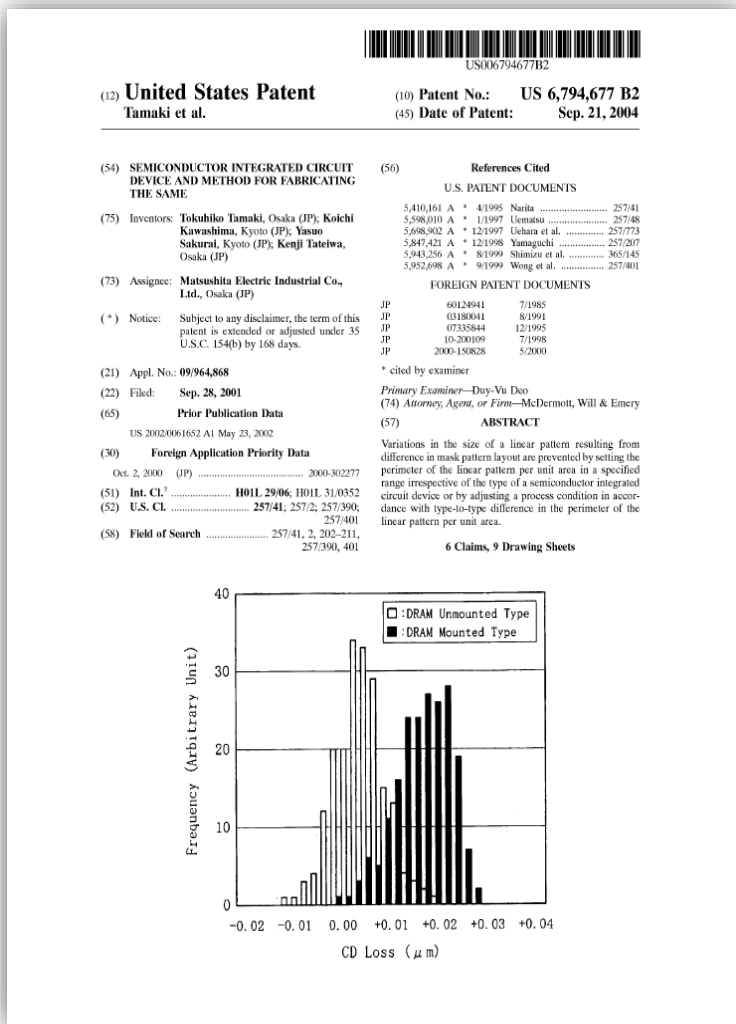 US006794677B2
(12) United States Patent
Tamaki et al.
(10) Patent No.: US 6,794,677 B2
(45) Date of Patent: Sep. 21, 2004
(54) SEMICONDUCTOR INTEGRATED CIRCUIT
DEVICE AND METHOD FOR FABRICATING
THE SAME
(75) Inventors: Tokuhiko Tamaki, Osaka (JP); Koichi
Kawashima, Kyoto (JP); Yasuo
Sakurai, Kyoto (JP); Kenji Tateiwa,
Osaka (JP)
(73) Assignee: Matsushita Electric Industrial Co.,
Ltd., Osaka (JP)
( * ) Notice: Subject to any disclaimer, the term of this
patent is extended or adjusted under 35
U.S.C. 154(b) by 168 days.
(21) Appl. No.: 09/964,868
(22) Filed: Sep. 28, 2001
(65) Prior Publication Data
US 2002/0061652 A1 May 23, 2002
(30) Foreign Application Priority Data
Oct. 2, 2000 (JP) ........................................ 2000-302277
(51) Int. Cl.7 ...................... H01L 29/06; H01L 31/0352
(52) U.S. Cl. ............................. 257/41; 257/2; 257/390;
257/401
(58) Field of Search ....................... 257/41, 2, 202–211,
257/390, 401
(56) References Cited
U.S. PATENT DOCUMENTS
5,410,161 A * 4/1995 Narita ......................... 257/41
5,598,010 A * 1/1997 Uematsu ...................... 257/48
5,698,902 A * 12/1997 Uehara et al. .............. 257/773
5,847,421 A * 12/1998 Yamaguchi ................. 257/207
5,943,256 A * 8/1999 Shimizu et al. ............. 365/145
5,952,698 A * 9/1999 Wong et al. ................ 257/401
FOREIGN PATENT DOCUMENTS
JP 60124941 7/1985
JP 03180041 8/1991
JP 07335844 12/1995
JP 10-200109 7/1998
JP 2000-150828 5/2000
* cited by examiner
Primary Examiner—Duy-Vu Deo
(74) Attorney, Agent, or Firm—McDermott, Will & Emery
(57) ABSTRACT
Variations in the size of a linear pattern resulting from
difference in mask pattern layout are prevented by setting the
perimeter of the linear pattern per unit area in a specified
range irrespective of the type of a semiconductor integrated
circuit device or by adjusting a process condition in accor-
dance with type-to-type difference in the perimeter of the
linear pattern per unit area.
6 Claims, 9 Drawing Sheets
Frequency (Arbitrary Unit)
40
30
20
10
0
:DRAM Unmounted Type
:DRAM Mounted Type
-0.02 -0.01 0.00 +0.01 +0.02 +0.03 +0.04
CD Loss (μm)